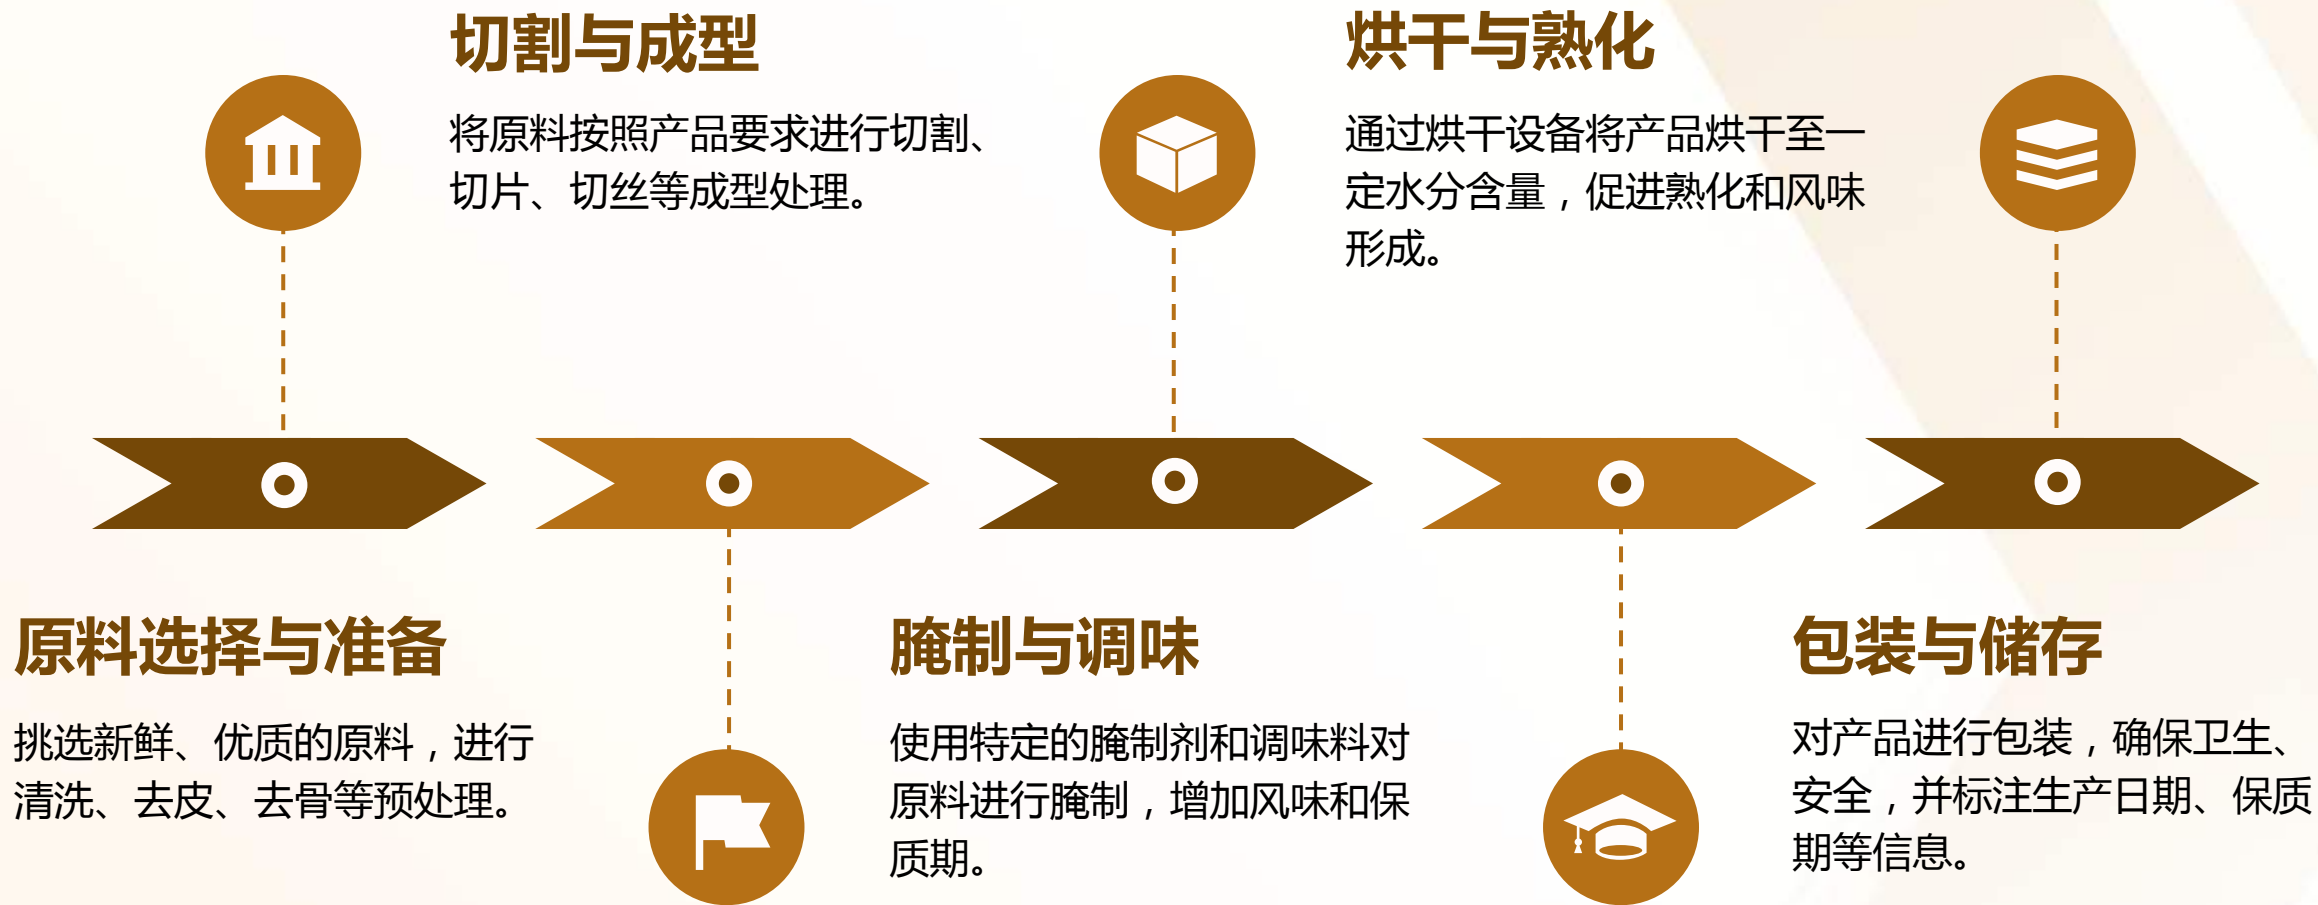 切割与成型
将原料按照产品要求进行切割、
切片、切丝等成型处理。
烘干与熟化
通过烘干设备将产品烘干至一
定水分含量，促进熟化和风味
形成。
原料选择与准备
挑选新鲜、优质的原料，进行
清洗、去皮、去骨等预处理。
腌制与调味
使用特定的腌制剂和调味料对
原料进行腌制，增加风味和保
质期。
包装与储存
对产品进行包装，确保卫生、
安全，并标注生产日期、保质
期等信息。